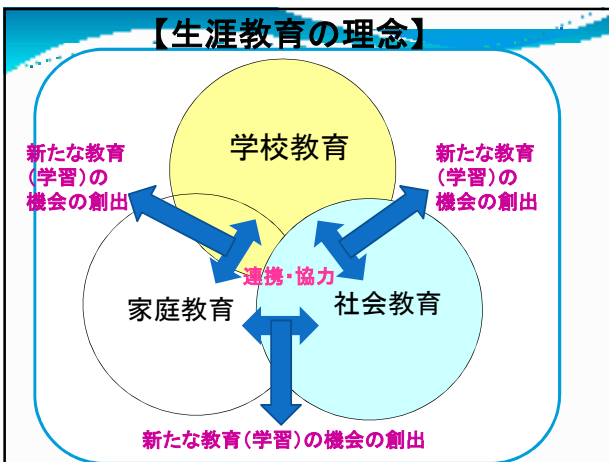 【生涯教育の理念】
学校教育
新たな教育
(学習)の
機会の創出
新たな教育
(学習)の
機会の創出
連携・協力
家庭教育
社会教育
新たな教育(学習)の機会の創出